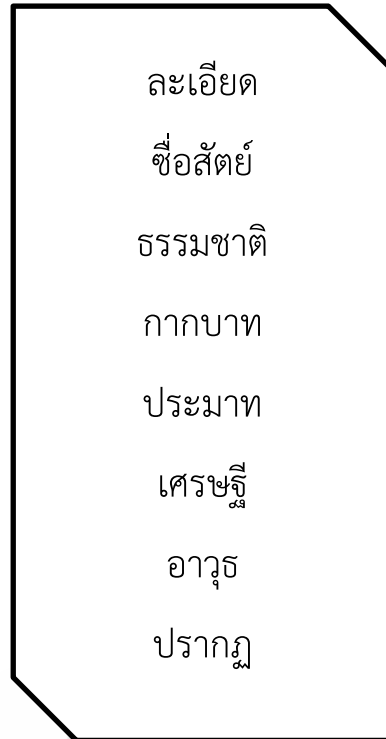 ละเอียด
ซื่อสัตย์
ธรรมชาติ
กากบาท
ประมาท
เศรษฐี
อาวุธ
ปรากฏ